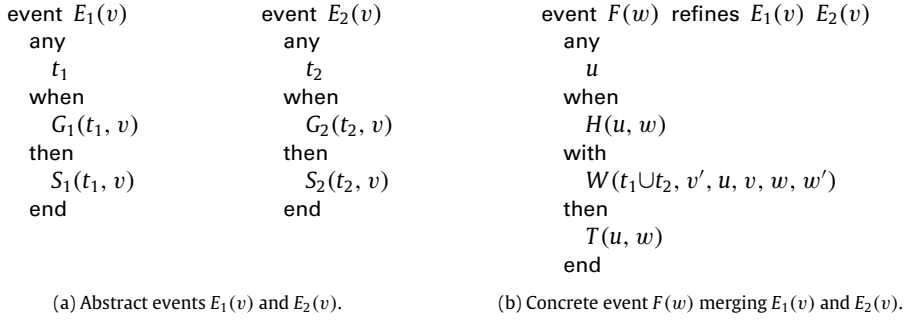 event E₁(v)
any
t₁
when
G₁(t₁, v)
then
S₁(t₁, v)
end
event E₂(v)
any
t₂
when
G₂(t₂, v)
then
S₂(t₂, v)
end
(a) Abstract events E₁(v) and E₂(v).
event F(w) refines E₁(v) E₂(v)
any
u
when
H(u, w)
with
W(t₁∪t₂, v′, u, v, w, w′)
then
T(u, w)
end
(b) Concrete event F(w) merging E₁(v) and E₂(v).